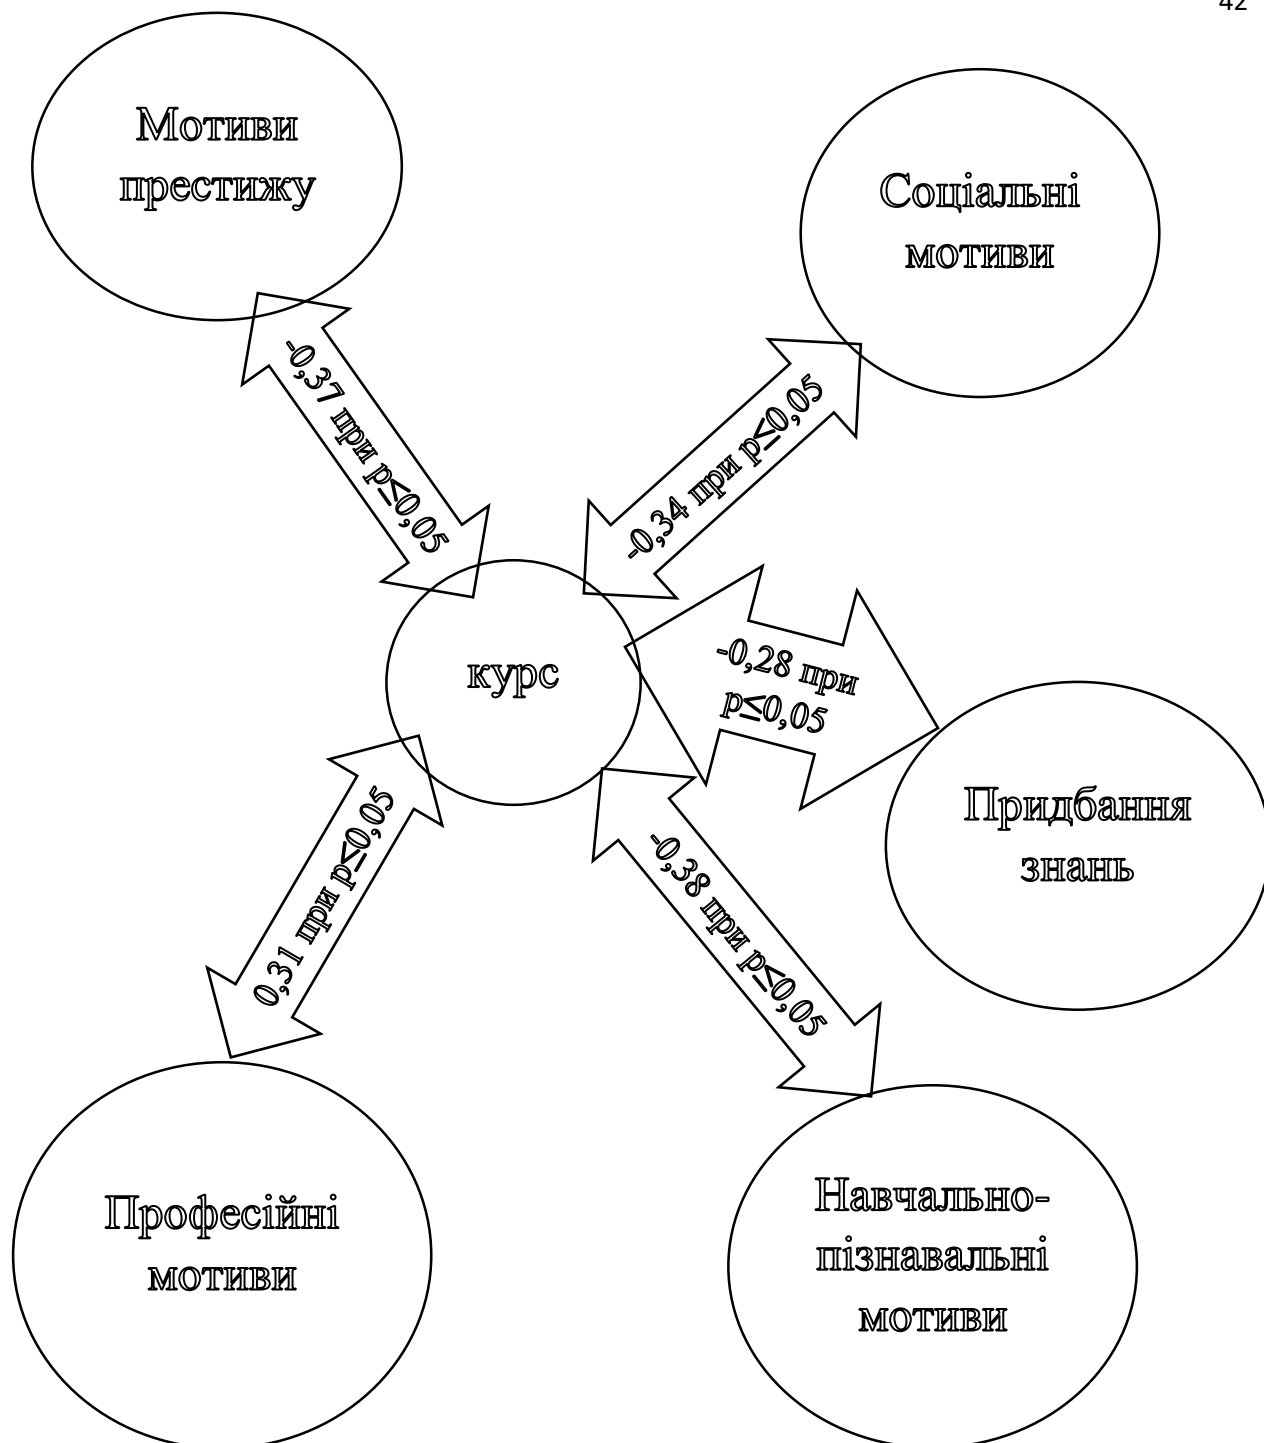 42
Мотиви
престижу
Соціальні
мотиви
-0,37 при p≤0,05
-0,34 при p≤0,05
курс
-0,28 при
p≤0,05
Придбання
знань
0,31 при p≤0,05
-0,38 при p≤0,05
Професійні
мотиви
Навчально-
пізнавальні
мотиви